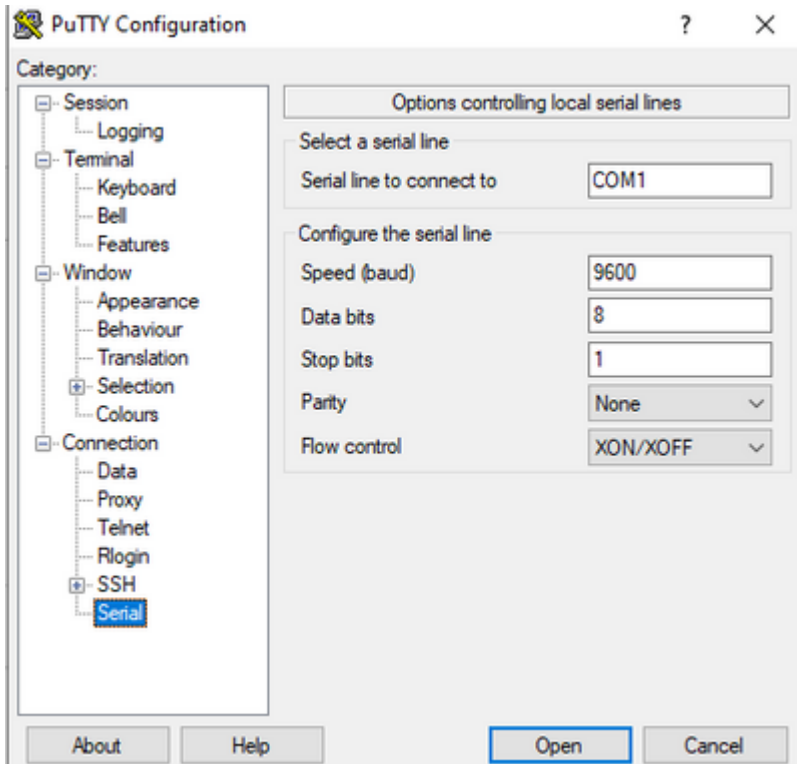 PuTTY Configuration
?
Category:
Session
Logging
Terminal
Keyboard
Bell
Features
Window
Appearance
Behaviour
Translation
Selection
Colours
Connection
Data
Proxy
Telnet
Rlogin
SSH
Serial
Options controlling local serial lines
Select a serial line
Serial line to connect to COM1
Configure the serial line
Speed (baud) 9600
Data bits 8
Stop bits 1
Parity None
Flow control XON/XOFF
About Help Open Cancel